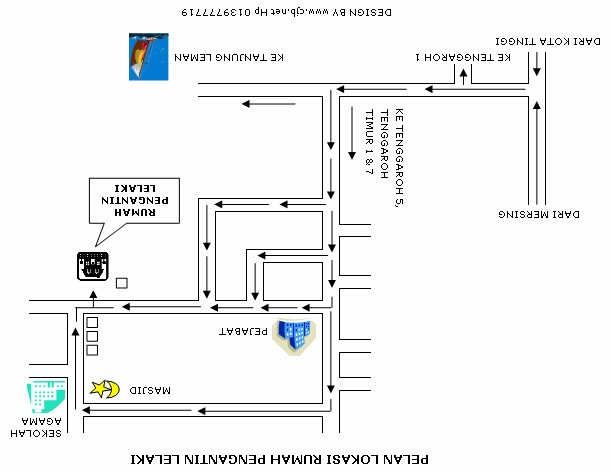 PELAN LOKASI RUMAH PENGANTIN LELAKI
SEKOLAH
AGAMA
MASJID
PEJABAT
RUMAH
PENGANTIN
LELAKI
DARI MERSING
KE TENGGAROH 5,
TENGGAROH
TIMUR 1 & 7
KE TENGGAROH 1
KE TANJUNG LEMAN
DARI KOTA TINGGI
DESIGN BY www.cjb.net Hp 0139777719